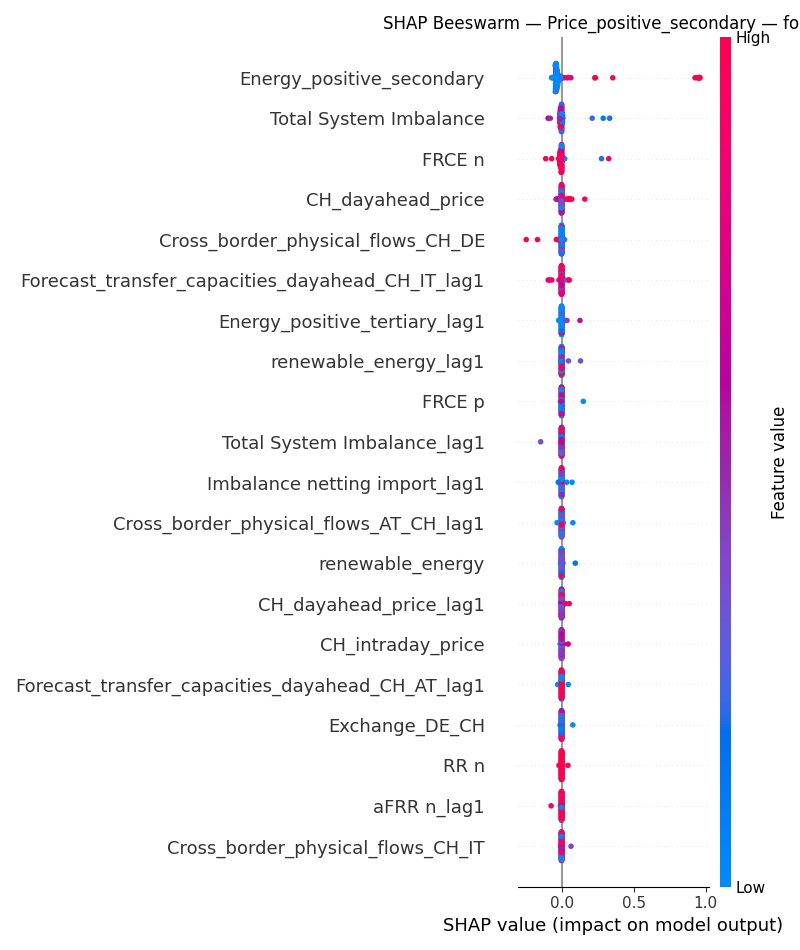 SHAP Beeswarm — Price_positive_secondary — fo
High
Energy_positive_secondary
Total System Imbalance
FRCE n
CH_dayahead_price
Cross_border_physical_flows_CH_DE
Forecast_transfer_capacities_dayahead_CH_IT_lag1
Energy_positive_tertiary_lag1
renewable_energy_lag1
FRCE p
Total System Imbalance_lag1
Imbalance netting import_lag1
Cross_border_physical_flows_AT_CH_lag1
renewable_energy
CH_dayahead_price_lag1
CH_intraday_price
Forecast_transfer_capacities_dayahead_CH_AT_lag1
Exchange_DE_CH
RR n
aFRR n_lag1
Cross_border_physical_flows_CH_IT
Feature value
Low
0.0 0.5 1.0
SHAP value (impact on model output)